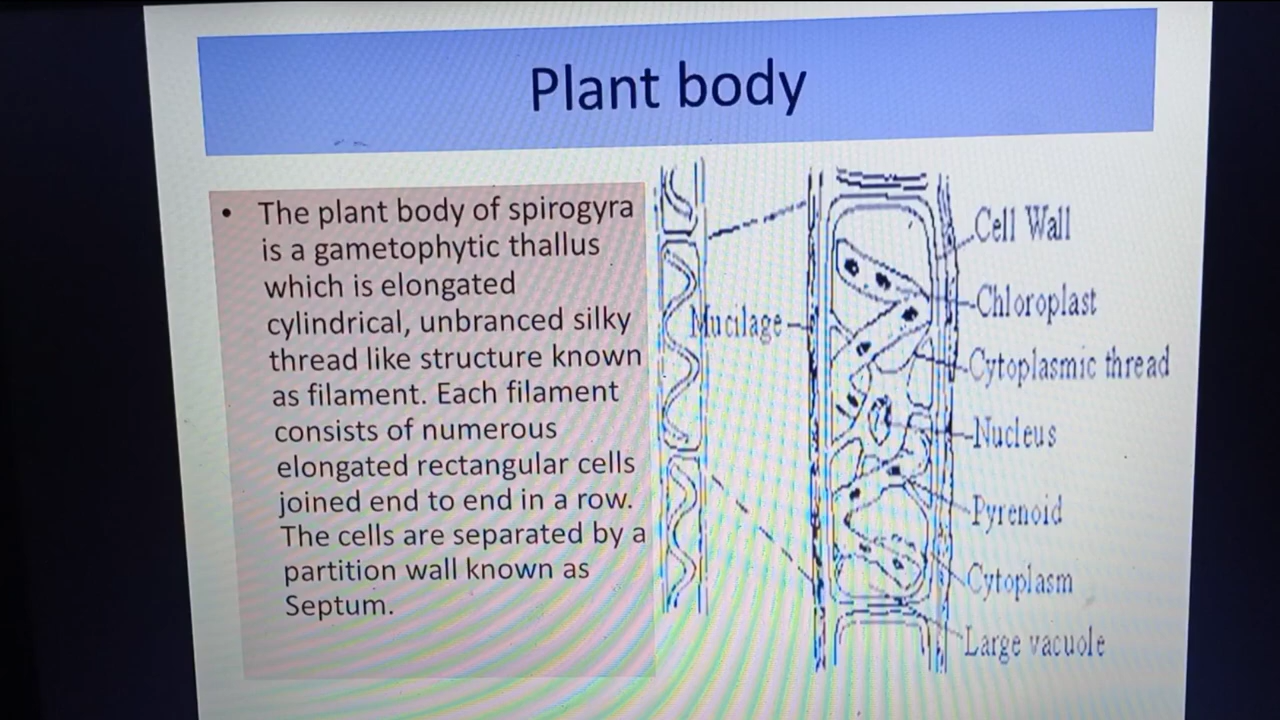 Plant body
• The plant body of spirogyra
is a gametophytic thallus
which is elongated
cylindrical, unbranced silky
thread like structure known
as filament. Each filament
consists of numerous
elongated rectangular cells
joined end to end in a row.
The cells are separated by a
partition wall known as
Septum.
Mucilage
Cell Wall
Chloroplast
Cytoplasmic thread
Nucleus
Pyrenoid
Cytoplasm
Large vacuole